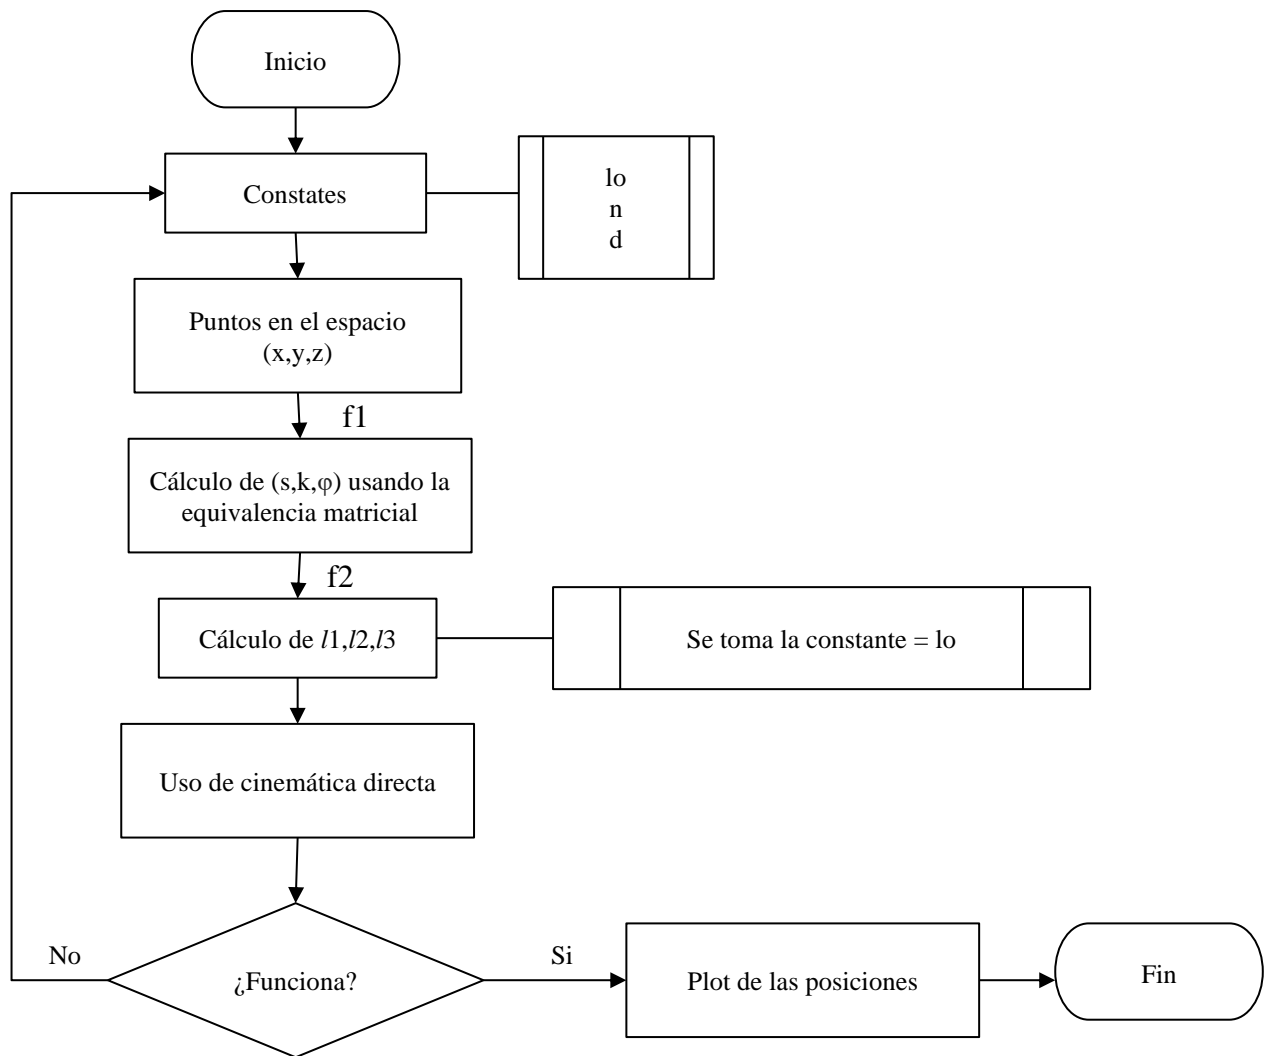 Inicio
Constates
lo
n
d
Puntos en el espacio
(x,y,z)
f1
Cálculo de (s,k,φ) usando la
equivalencia matricial
f2
Cálculo de l1,l2,l3
Se toma la constante = lo
Uso de cinemática directa
¿Funciona?
No
Si
Plot de las posiciones
Fin